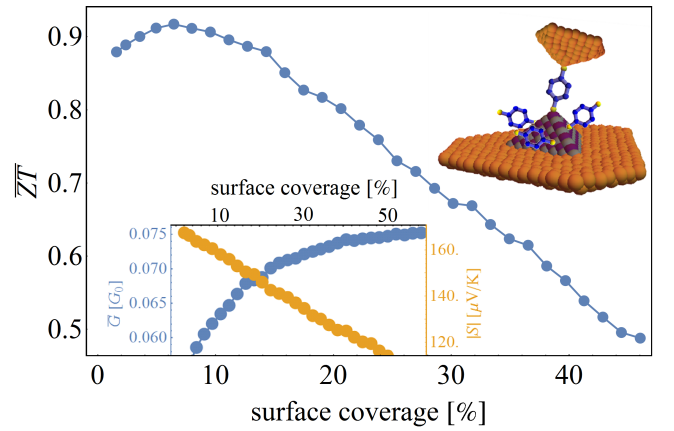 0.9
0.8
0.7
0.6
0.5
Z̅T̅
0 10 20 30 40
surface coverage [%]
surface coverage [%]
10 30 50
0.075
0.070
0.065
0.060
G̅ [G₀]
160.
140.
120.
|S̅| [μV/K]